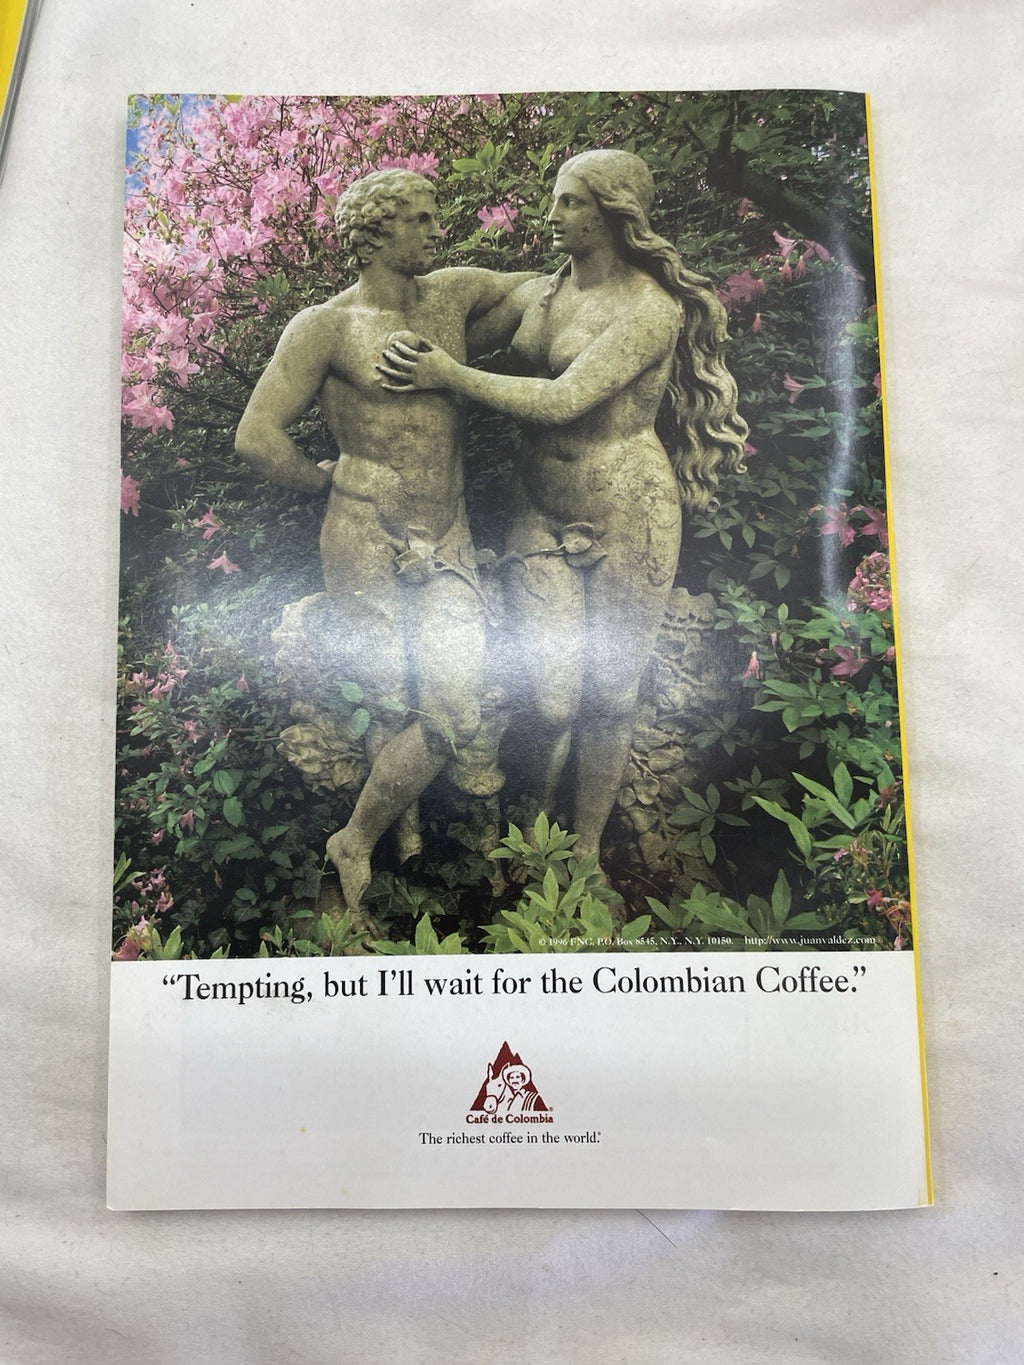 © 1996 FNC, P.O. Box 8545, N.Y., N.Y. 10150. http://www.juanvaldez.com
“Tempting, but I’ll wait for the Colombian Coffee.”
Café de Colombia ®
The richest coffee in the world.®